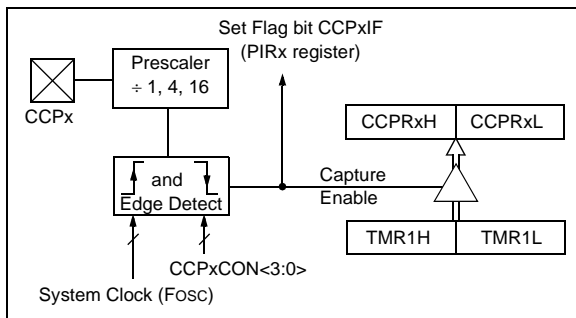 Set Flag bit CCPxIF
(PIRx register)
Prescaler
÷ 1, 4, 16
CCPx
CCPRxH
CCPRxL
and
Edge Detect
Capture
Enable
TMR1H
TMR1L
CCPxCON<3:0>
System Clock (FOSC)